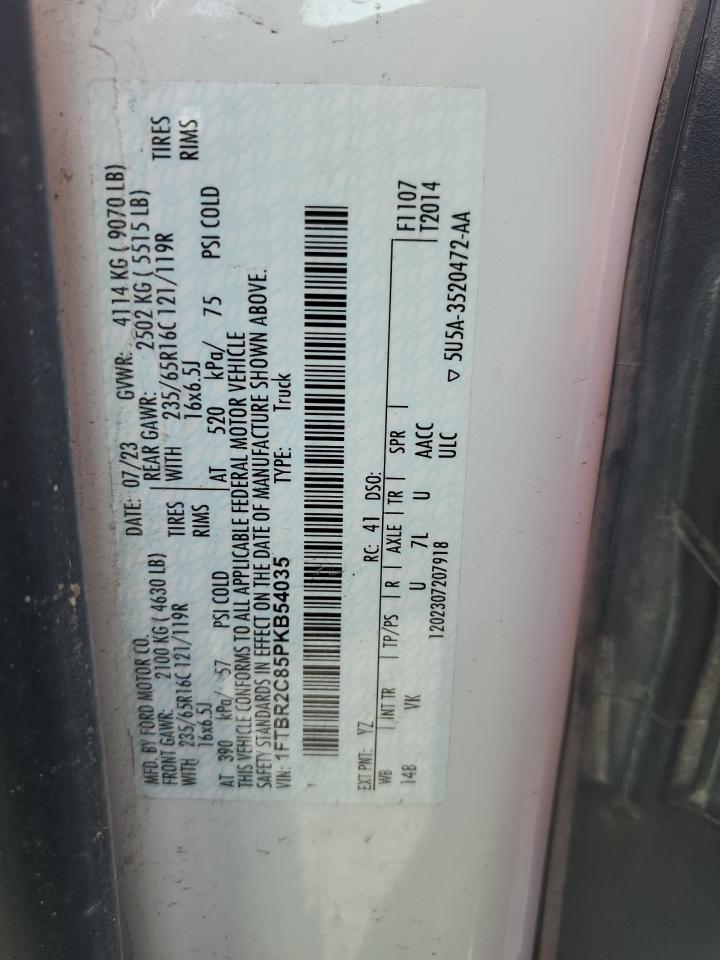 MFD. BY FORD MOTOR CO.
DATE: 07/23 GVWR: 4114 KG ( 9070 LB)
FRONT GAWR: 2100 KG ( 4630 LB) REAR GAWR: 2502 KG ( 5515 LB)
WITH 235/65R16C 121/119R TIRES WITH 235/65R16C 121/119R TIRES
16x6.5J RIMS 16x6.5J RIMS
AT 390 kPa/ 57 PSI COLD AT 520 kPa/ 75 PSI COLD
THIS VEHICLE CONFORMS TO ALL APPLICABLE FEDERAL MOTOR VEHICLE
SAFETY STANDARDS IN EFFECT ON THE DATE OF MANUFACTURE SHOWN ABOVE.
VIN: 1FTBR2C85PKB54035 TYPE: Truck
EXT PNT: YZ RC: 41 DSO:
WB INT TR TP/PS R AXLE TR SPR F1107
148 VK U 7L U AACC T2014
ULC
1202307207918 ▽ 5U5A-3520472-AA